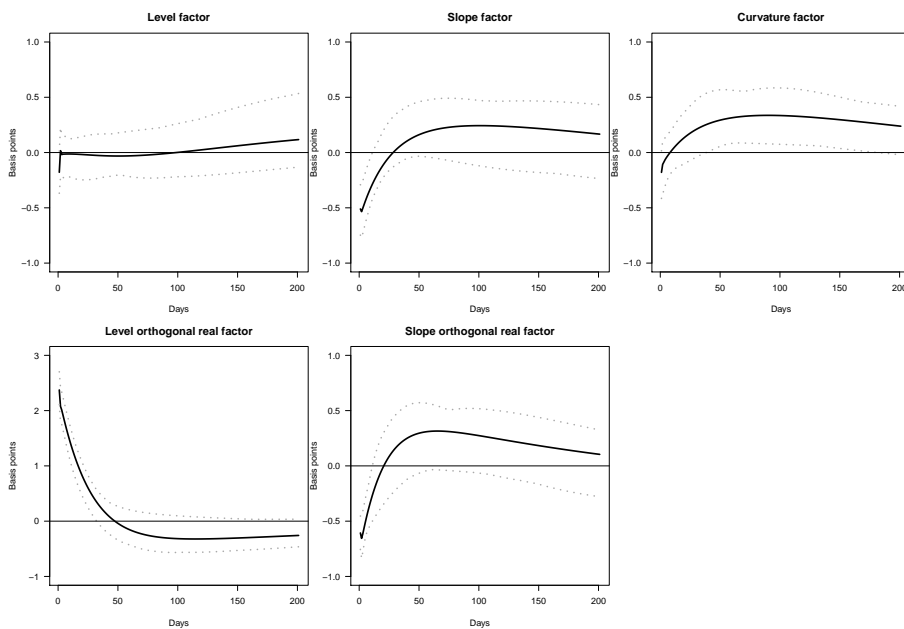 Level factor
Basis points
1.0
0.5
0.0
−0.5
−1.0
0 50 100 150 200
Days
Slope factor
Basis points
1.0
0.5
0.0
−0.5
−1.0
0 50 100 150 200
Days
Curvature factor
Basis points
1.0
0.5
0.0
−0.5
−1.0
0 50 100 150 200
Days
Level orthogonal real factor
Basis points
3
2
1
0
−1
0 50 100 150 200
Days
Slope orthogonal real factor
Basis points
1.0
0.5
0.0
−0.5
−1.0
0 50 100 150 200
Days